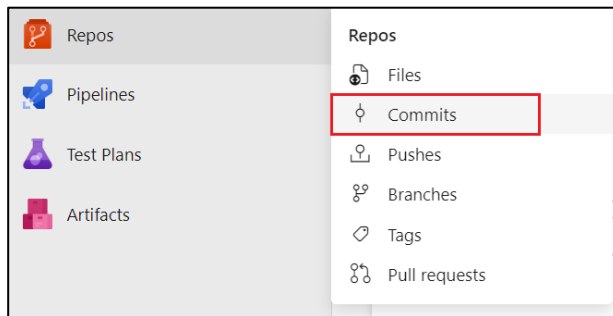 Repos
Pipelines
Test Plans
Artifacts
Repos
Files
Commits
Pushes
Branches
Tags
Pull requests